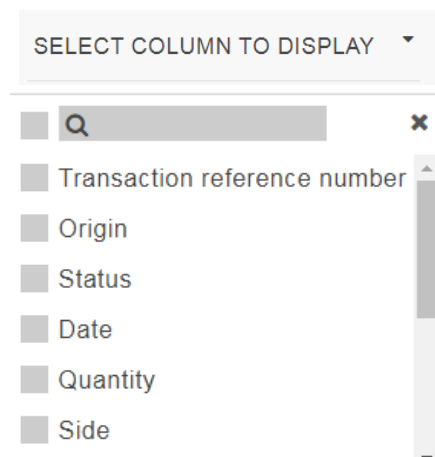 SELECT COLUMN TO DISPLAY
Transaction reference number
Origin
Status
Date
Quantity
Side